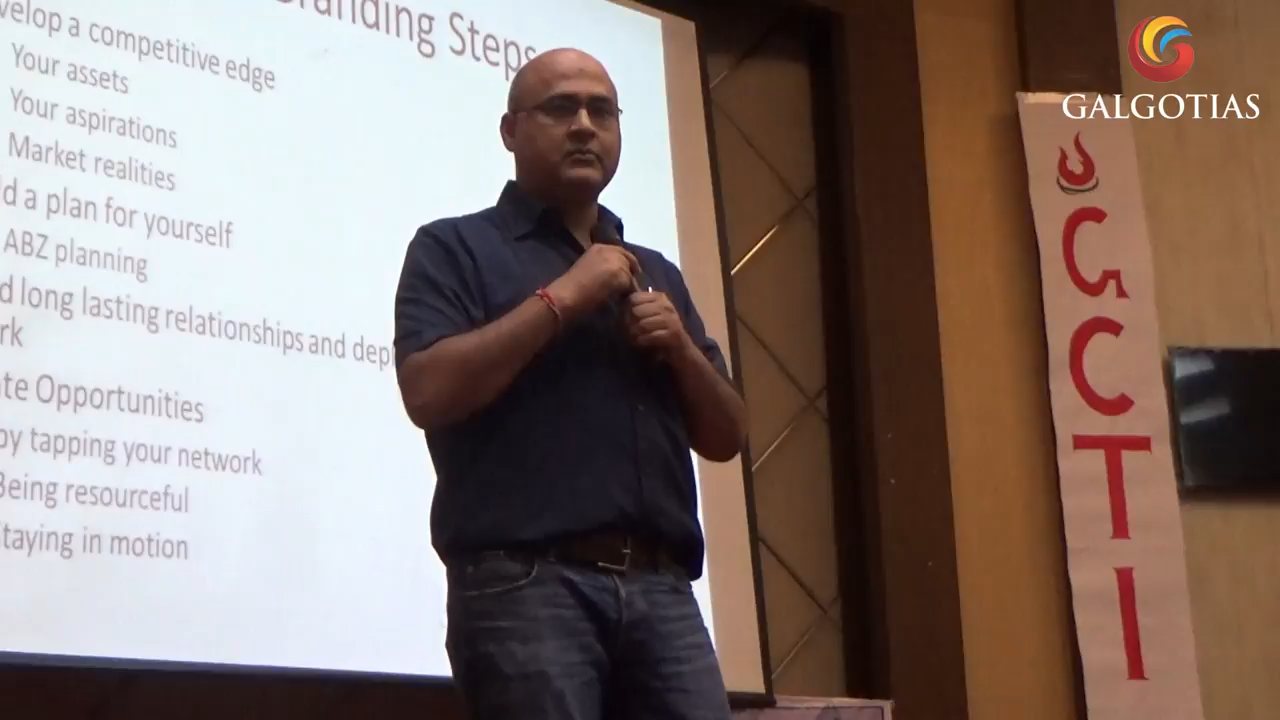 randing Steps
velop a competitive edge
Your assets
Your aspirations
Market realities
d a plan for yourself
ABZ planning
d long lasting relationships and dep
rk
te Opportunities
by tapping your network
Being resourceful
taying in motion
GALGOTIAS
GCTI